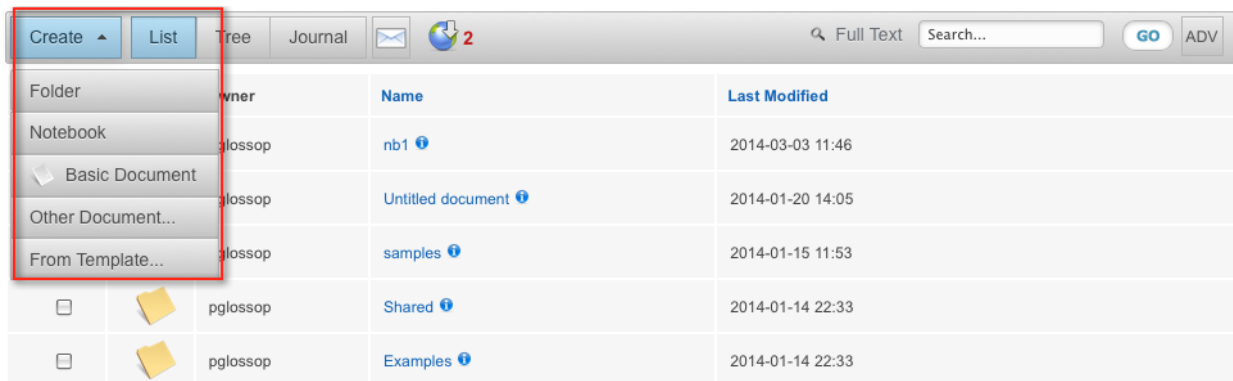 Create List Tree Journal 2 Full Text Search... GO ADV
Folder
wner Name Last Modified
Notebook
glossop nb1 2014-03-03 11:46
Basic Document
glossop Untitled document 2014-01-20 14:05
Other Document...
glossop samples 2014-01-15 11:53
From Template...
pglossop Shared 2014-01-14 22:33
pglossop Examples 2014-01-14 22:33